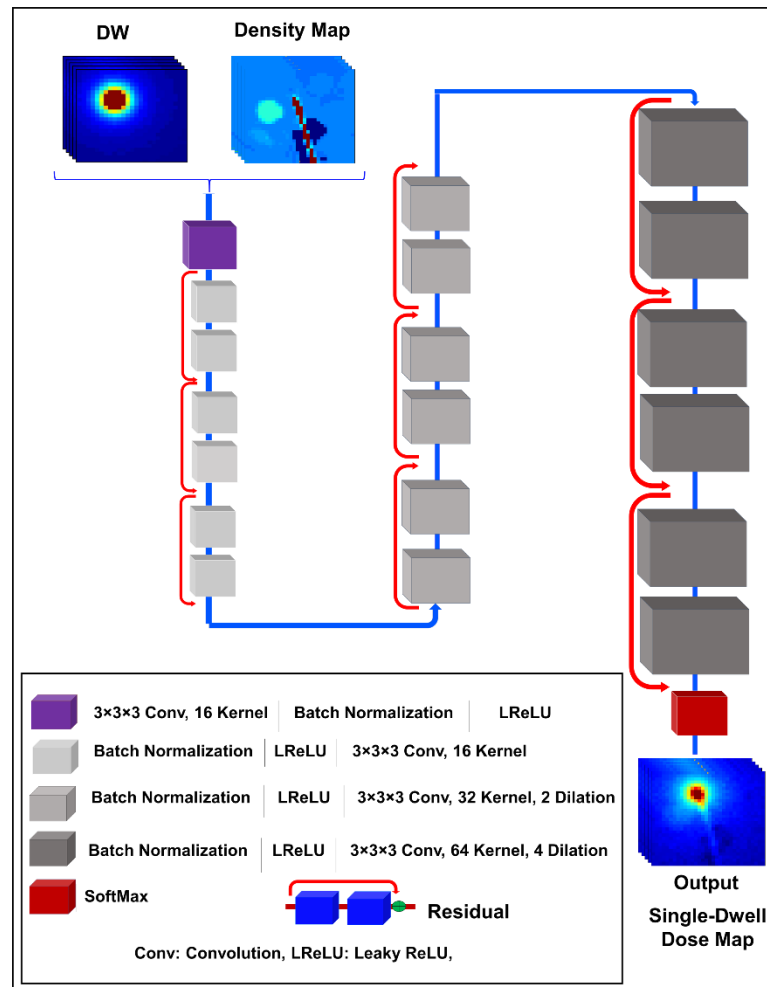 DW
Density Map
3×3×3 Conv, 16 Kernel Batch Normalization LReLU
Batch Normalization LReLU 3×3×3 Conv, 16 Kernel
Batch Normalization LReLU 3×3×3 Conv, 32 Kernel, 2 Dilation
Batch Normalization LReLU 3×3×3 Conv, 64 Kernel, 4 Dilation
SoftMax
Residual
Conv: Convolution, LReLU: Leaky ReLU,
Output
Single-Dwell
Dose Map